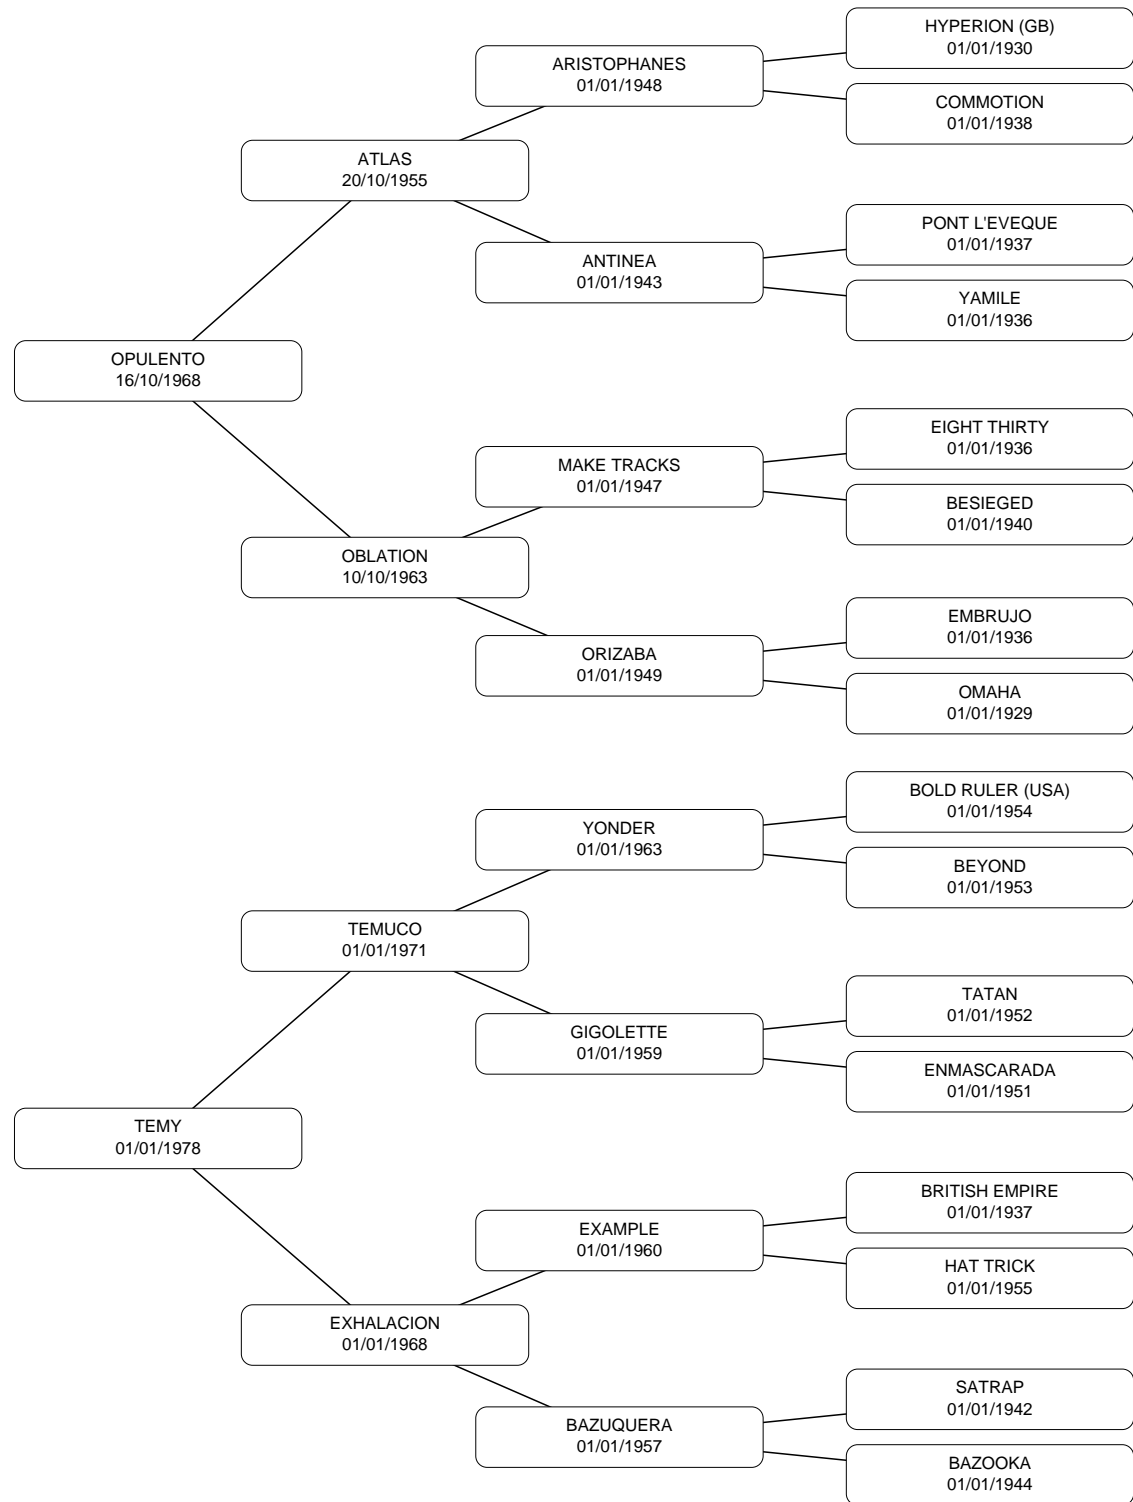 HYPERION (GB)
01/01/1930
ARISTOPHANES
01/01/1948
COMMOTION
01/01/1938
ATLAS
20/10/1955
PONT L'EVEQUE
01/01/1937
ANTINEA
01/01/1943
YAMILE
01/01/1936
OPULENTO
16/10/1968
EIGHT THIRTY
01/01/1936
MAKE TRACKS
01/01/1947
BESIEGED
01/01/1940
OBLATION
10/10/1963
EMBRUJO
01/01/1936
ORIZABA
01/01/1949
OMAHA
01/01/1929
BOLD RULER (USA)
01/01/1954
YONDER
01/01/1963
BEYOND
01/01/1953
TEMUCO
01/01/1971
TATAN
01/01/1952
GIGOLETTE
01/01/1959
ENMASCARADA
01/01/1951
TEMY
01/01/1978
BRITISH EMPIRE
01/01/1937
EXAMPLE
01/01/1960
HAT TRICK
01/01/1955
EXHALACION
01/01/1968
SATRAP
01/01/1942
BAZUQUERA
01/01/1957
BAZOOKA
01/01/1944